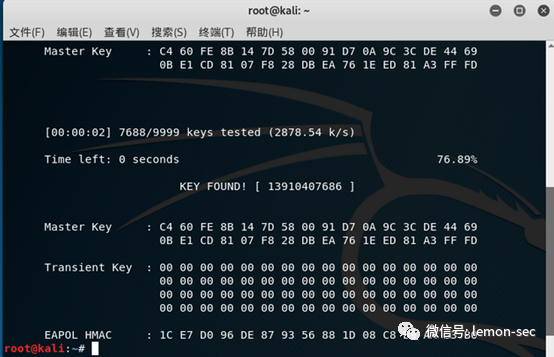 root@kali: ~
文件(F) 编辑(E) 查看(V) 搜索(S) 终端(T) 帮助(H)
Master Key : C4 60 FE 8B 14 7D 58 00 91 D7 0A 9C 3C DE 44 69
0B E1 CD 81 07 F8 28 DB EA 76 1E ED 81 A3 FF FD
[00:00:02] 7688/9999 keys tested (2878.54 k/s)
Time left: 0 seconds 76.89%
KEY FOUND! [ 13910407686 ]
Master Key : C4 60 FE 8B 14 7D 58 00 91 D7 0A 9C 3C DE 44 69
0B E1 CD 81 07 F8 28 DB EA 76 1E ED 81 A3 FF FD
Transient Key : 00 00 00 00 00 00 00 00 00 00 00 00 00 00 00 00
00 00 00 00 00 00 00 00 00 00 00 00 00 00 00 00
00 00 00 00 00 00 00 00 00 00 00 00 00 00 00 00
00 00 00 00 00 00 00 00 00 00 00 00 00 00 00 00
EAPOL HMAC : 1C E7 D0 96 DE 87 93 56 88 1D 08 C8
微信号: lemon-sec
root@kali:~#